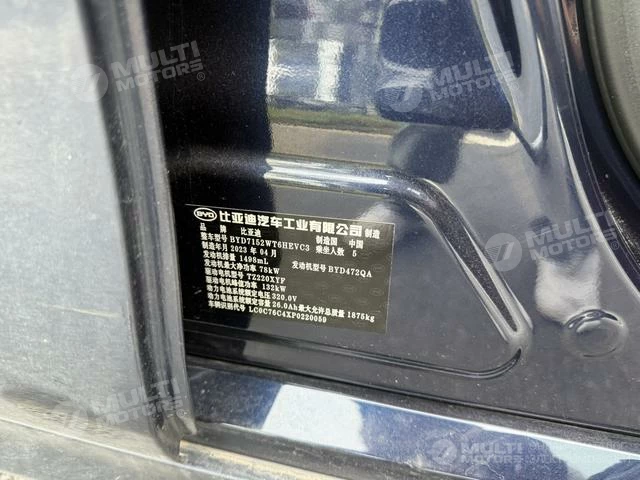 MULTI MOTORS®
MULTI MOTORS
BYD 比亚迪汽车工业有限公司 制造
品牌 比亚迪 制造国 中国
整车型号 BYD7152WT6HEVC3 乘坐人数 5
制造年月 2023 年 04 月
发动机排量 1498mL 发动机型号 BYD472QA
发动机最大净功率 78kW
驱动电机型号 TZ220XYF
驱动电机峰值功率 132kW
动力电池系统额定电压 320.0V
动力电池系统额定容量 26.0Ah 最大允许总质量 1875kg
车辆识别代号 LC0C76C4XP0220059
MULTI MOTORS
MULTI MOTORS